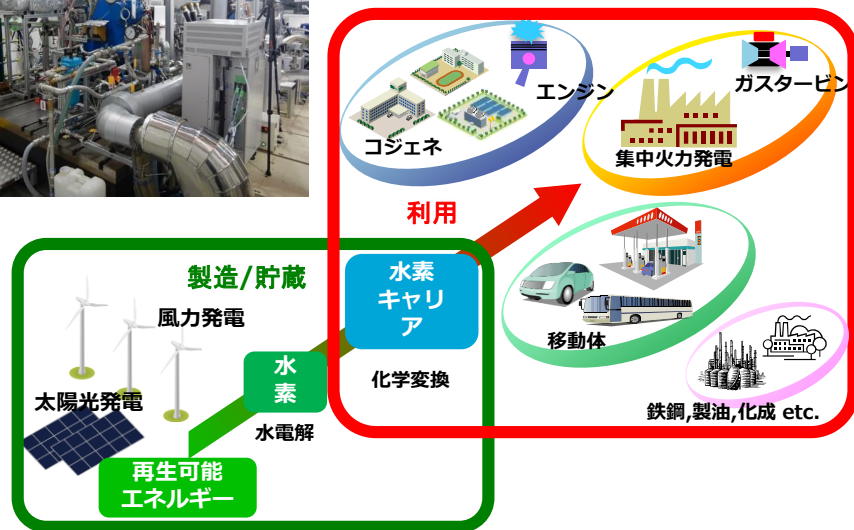 エンジン
ガスタービン
コジェネ
集中火力発電
利用
製造/貯蔵
水素
キャリ
ア
風力発電
移動体
水
素
化学変換
太陽光発電
鉄鋼,製油,化成 etc.
水電解
再生可能
エネルギー